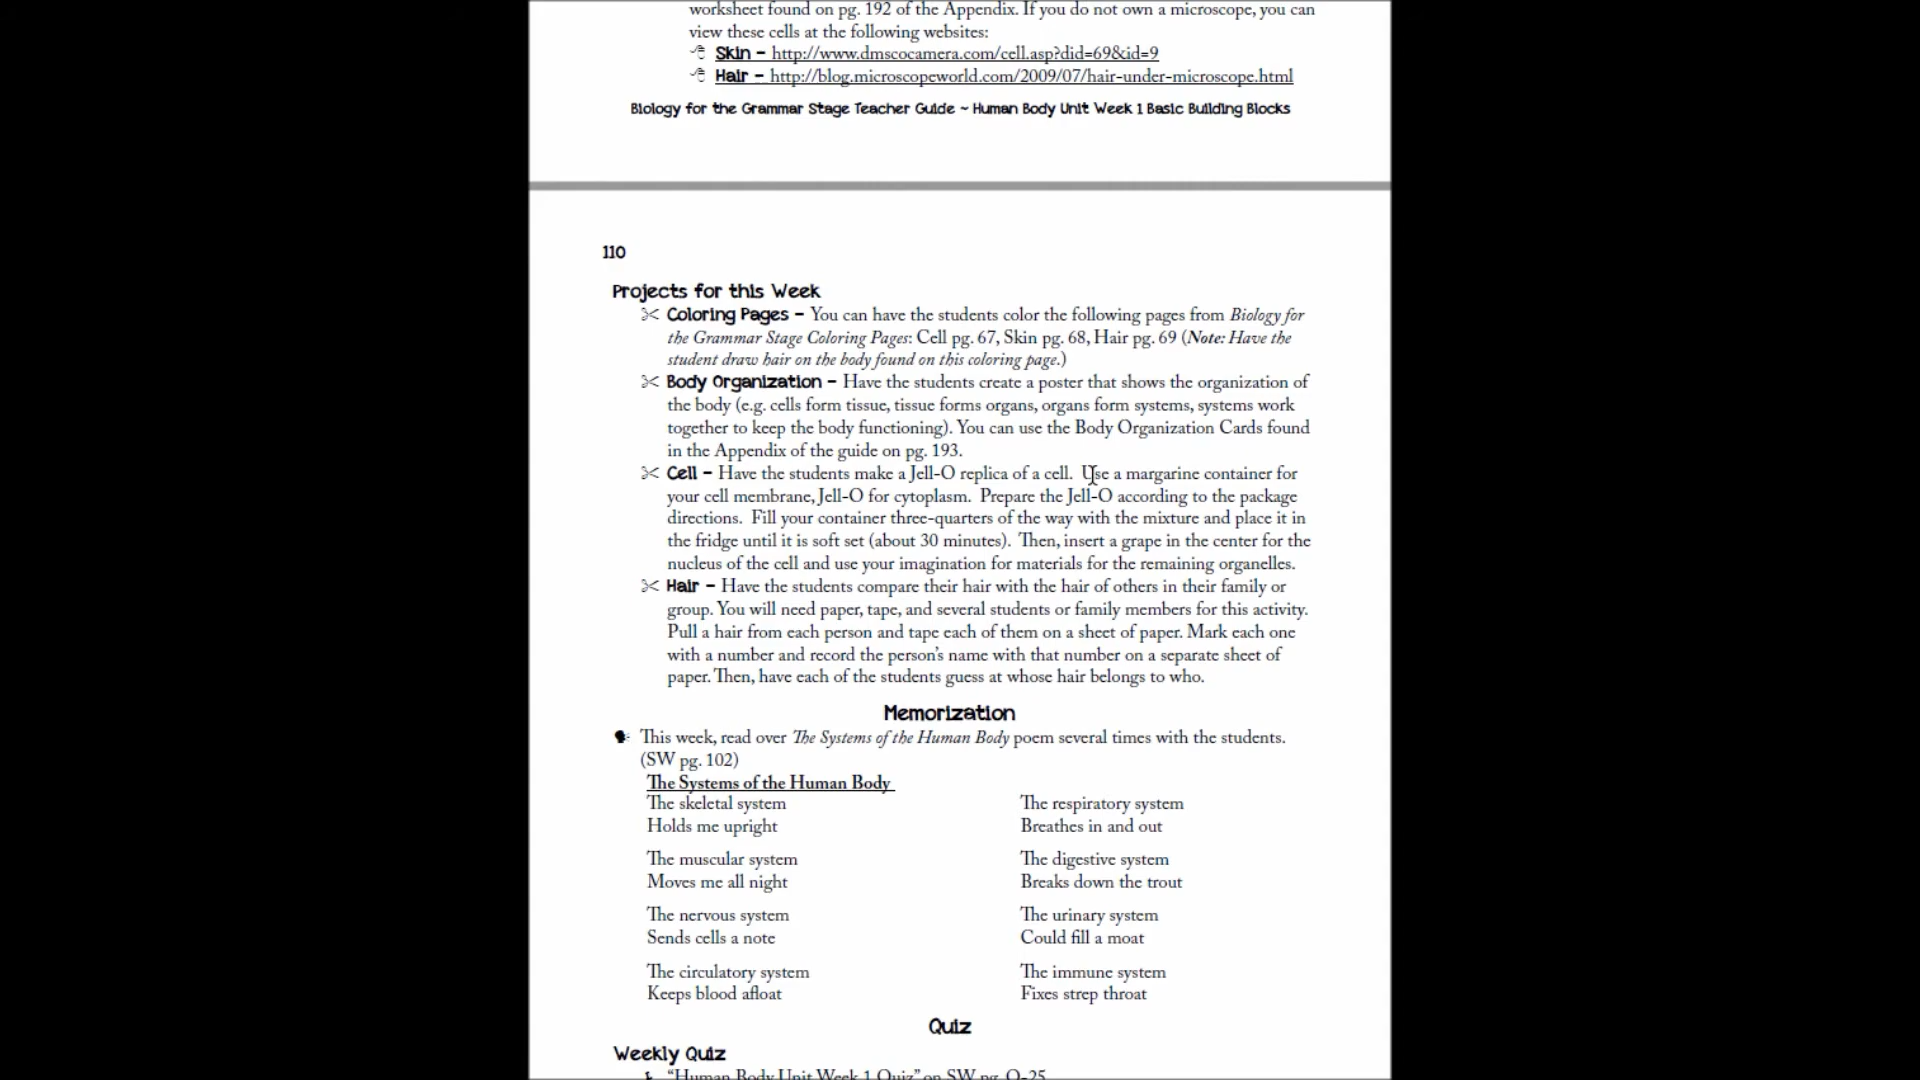 worksheet found on pg. 192 of the Appendix. If you do not own a microscope, you can
view these cells at the following websites:
Skin – http://www.dmscocamera.com/cell.asp?did=69&id=9
Hair – http://blog.microscopeworld.com/2009/07/hair-under-microscope.html
Biology for the Grammar Stage Teacher Guide ~ Human Body Unit Week 1 Basic Building Blocks
110
Projects for this Week
Coloring Pages – You can have the students color the following pages from Biology for
the Grammar Stage Coloring Pages: Cell pg. 67, Skin pg. 68, Hair pg. 69 (Note: Have the
student draw hair on the body found on this coloring page.)
Body Organization – Have the students create a poster that shows the organization of
the body (e.g. cells form tissue, tissue forms organs, organs form systems, systems work
together to keep the body functioning). You can use the Body Organization Cards found
in the Appendix of the guide on pg. 193.
Cell – Have the students make a Jell-O replica of a cell. Use a margarine container for
your cell membrane, Jell-O for cytoplasm. Prepare the Jell-O according to the package
directions. Fill your container three-quarters of the way with the mixture and place it in
the fridge until it is soft set (about 30 minutes). Then, insert a grape in the center for the
nucleus of the cell and use your imagination for materials for the remaining organelles.
Hair – Have the students compare their hair with the hair of others in their family or
group. You will need paper, tape, and several students or family members for this activity.
Pull a hair from each person and tape each of them on a sheet of paper. Mark each one
with a number and record the person's name with that number on a separate sheet of
paper. Then, have each of the students guess at whose hair belongs to who.
Memorization
This week, read over The Systems of the Human Body poem several times with the students.
(SW pg. 102)
The Systems of the Human Body
The skeletal system
Holds me upright
The muscular system
Moves me all night
The nervous system
Sends cells a note
The circulatory system
Keeps blood afloat
The respiratory system
Breathes in and out
The digestive system
Breaks down the trout
The urinary system
Could fill a moat
The immune system
Fixes strep throat
Quiz
Weekly Quiz
"Human Body Unit Week 1 Quiz" on SW pg. Q-25